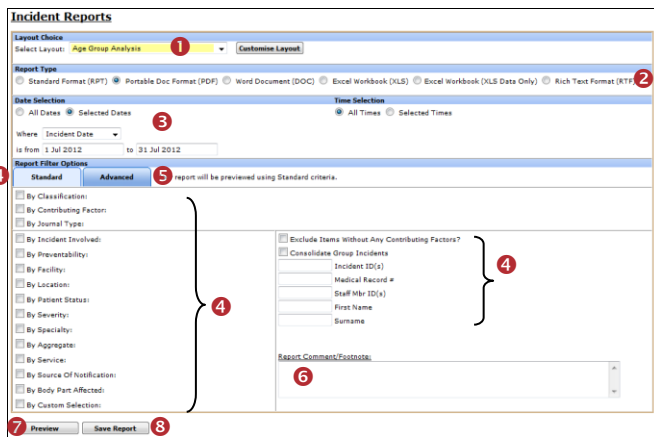 Incident Reports
Layout Choice
Select Layout: Age Group Analysis 1 Customise Layout
Report Type
Standard Format (RPT) Portable Doc Format (PDF) Word Document (DOC) Excel Workbook (XLS) Excel Workbook (XLS Data Only) Rich Text Format (RTF) 2
Date Selection Time Selection
All Dates Selected Dates 3 All Times Selected Times
Where Incident Date
is from 1 Jul 2012 to 31 Jul 2012
Report Filter Options
4 Standard Advanced 5 report will be previewed using Standard criteria.
By Classification:
By Contributing Factor:
By Journal Type:
By Incident Involved: Exclude Items Without Any Contributing Factors?
By Preventability: Consolidate Group Incidents
By Facility: Incident ID(s) 4
By Location: Medical Record #
By Patient Status: 4 Staff Mbr ID(s)
By Severity: First Name
By Specialty: Surname
By Aggregate:
By Service: Report Comment/Footnote:
By Source Of Notification: 6
By Body Part Affected:
By Custom Selection:
7 Preview Save Report 8